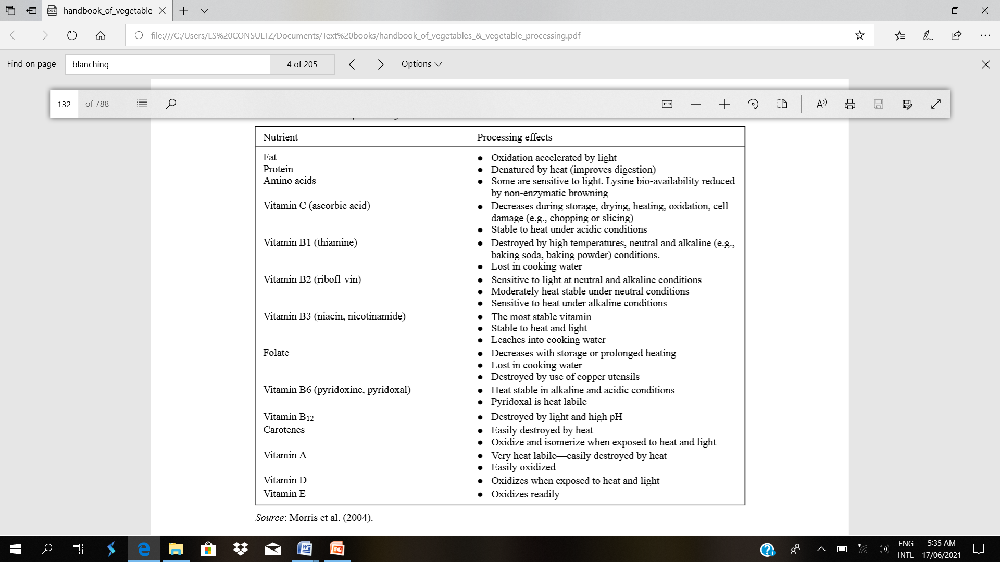 handbook_of_vegetable
file:///C:/Users/LS%20CONSULTZ/Documents/Text%20books/handbook_of_vegetables_&_vegetable_processing.pdf
Find on page
blanching
4 of 205
Options
132
of 788
Nutrient Processing effects
Fat ● Oxidation accelerated by light
Protein ● Denatured by heat (improves digestion)
Amino acids ● Some are sensitive to light. Lysine bio-availability reduced
by non-enzymatic browning
Vitamin C (ascorbic acid) ● Decreases during storage, drying, heating, oxidation, cell
damage (e.g., chopping or slicing)
● Stable to heat under acidic conditions
Vitamin B1 (thiamine) ● Destroyed by high temperatures, neutral and alkaline (e.g.,
baking soda, baking powder) conditions.
● Lost in cooking water
Vitamin B2 (ribofl vin) ● Sensitive to light at neutral and alkaline conditions
● Moderately heat stable under neutral conditions
● Sensitive to heat under alkaline conditions
Vitamin B3 (niacin, nicotinamide) ● The most stable vitamin
● Stable to heat and light
● Leaches into cooking water
Folate ● Decreases with storage or prolonged heating
● Lost in cooking water
● Destroyed by use of copper utensils
Vitamin B6 (pyridoxine, pyridoxal) ● Heat stable in alkaline and acidic conditions
● Pyridoxal is heat labile
Vitamin B12 ● Destroyed by light and high pH
Carotenes ● Easily destroyed by heat
● Oxidize and isomerize when exposed to heat and light
Vitamin A ● Very heat labile—easily destroyed by heat
● Easily oxidized
Vitamin D ● Oxidizes when exposed to heat and light
Vitamin E ● Oxidizes readily
Source: Morris et al. (2004).
ENG 5:35 AM
INTL 17/06/2021